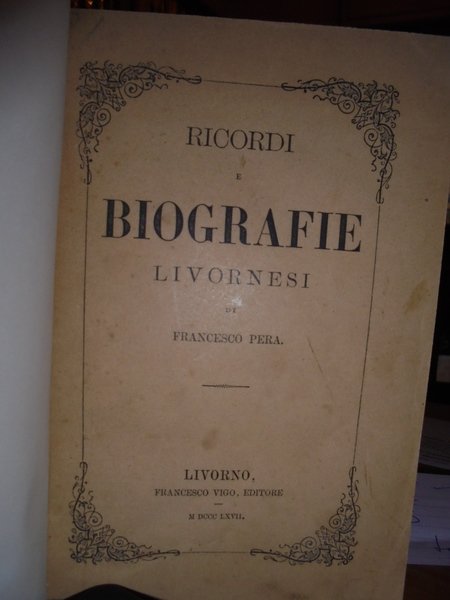 RICORDI
E
BIOGRAFIE
LIVORNESI
DI
FRANCESCO PERA.
LIVORNO,
FRANCESCO VIGO, EDITORE
M DCCC LXVII.